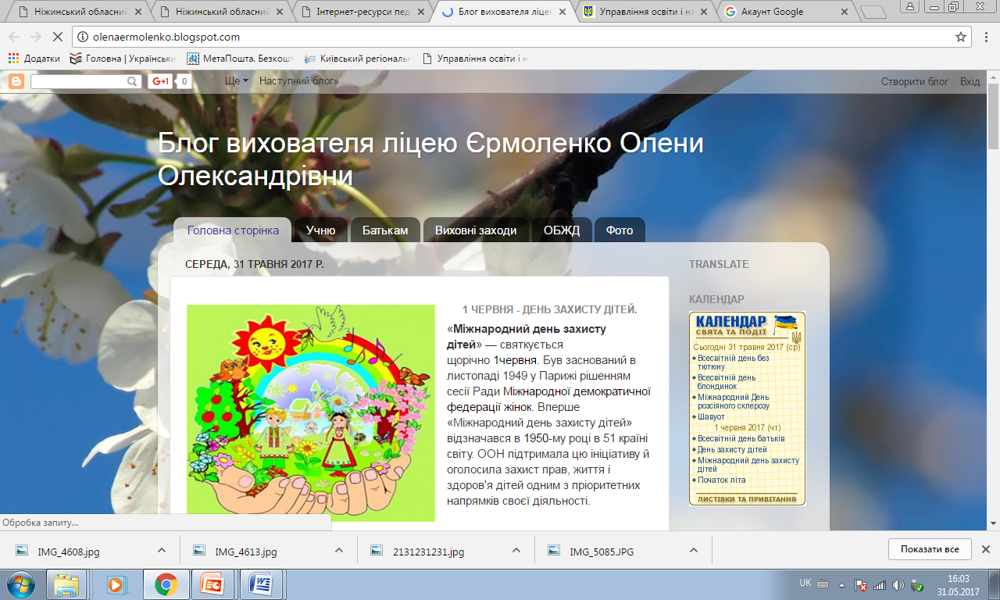 Ніжинський обласний
Ніжинський обласний
Інтернет-ресурси пед
Блог вихователя ліцею
Управління освіти і на
Акаунт Google
olenaermolenko.blogspot.com
Додатки
Головна | Українськи
МетаПошта. Безкошт
Київський регіональн
Управління освіти і н
G+1 0
Ще
Наступний блог»
Створити блог
Вхід
Блог вихователя ліцею Єрмоленко Олени
Олександрівни
Головна сторінка
Учню
Батькам
Виховні заходи
ОБЖД
Фото
СЕРЕДА, 31 ТРАВНЯ 2017 Р.
1 ЧЕРВНЯ - ДЕНЬ ЗАХИСТУ ДІТЕЙ.
«Міжнародний день захисту
дітей» — святкується
щорічно 1червня. Був заснований в
листопаді 1949 у Парижі рішенням
сесії Ради Міжнародної демократичної
федерації жінок. Вперше
«Міжнародний день захисту дітей»
відзначався в 1950-му році в 51 країні
світу. ООН підтримала цю ініціативу й
оголосила захист прав, життя і
здоров'я дітей одним з пріоритетних
напрямків своєї діяльності.
TRANSLATE
КАЛЕНДАР
КАЛЕНДАР
СВЯТА ТА ПОДІЇ
Сьогодні 31 травня 2017 (ср)
Всесвітній день без
тютюну
Всесвітній день
блондинок
Міжнародний День
розсіяного склерозу
Шавуот
1 червня 2017 (чт)
Всесвітній день батьків
День захисту дітей
Міжнародний день захисту
дітей
Початок літа
ЛИСТІВКИ ТА ПРИВІТАННЯ
Обробка запиту...
IMG_4608.jpg
IMG_4613.jpg
2131231231.jpg
IMG_5085.JPG
Показати все
UK
16:03
31.05.2017